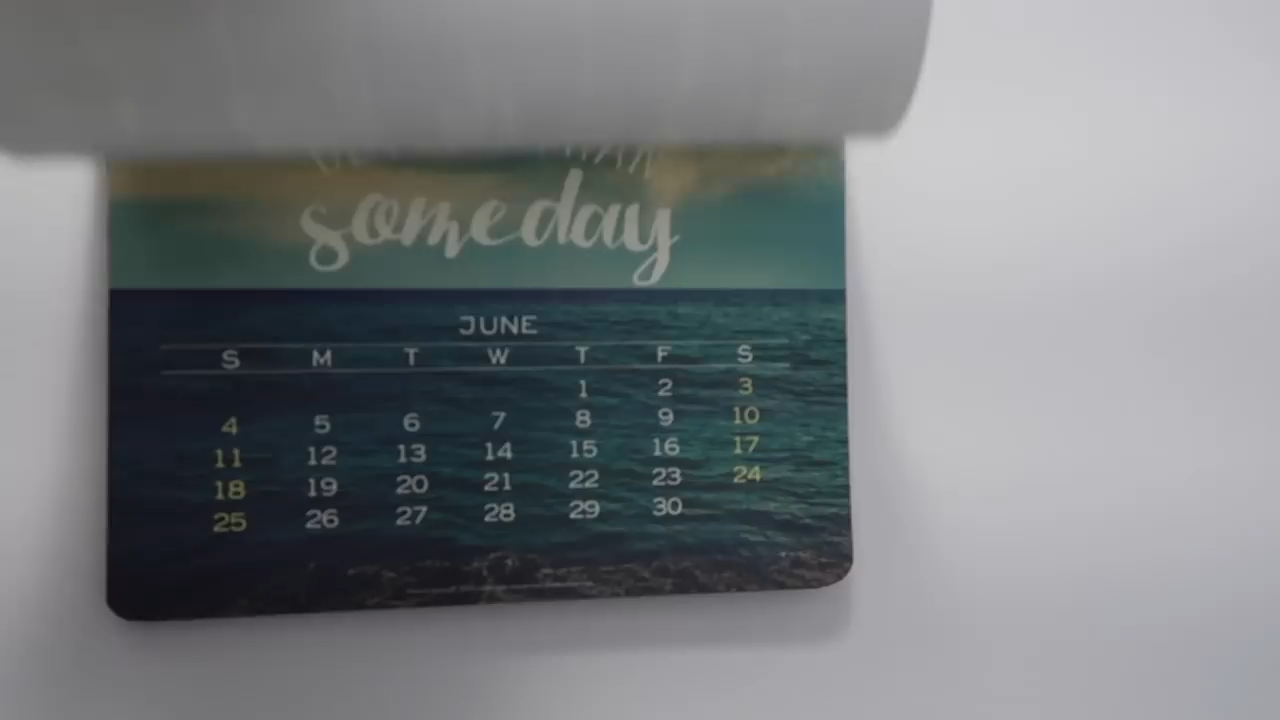 someday
JUNE
S M T W T F S
1 2 3
4 5 6 7 8 9 10
11 12 13 14 15 16 17
18 19 20 21 22 23 24
25 26 27 28 29 30